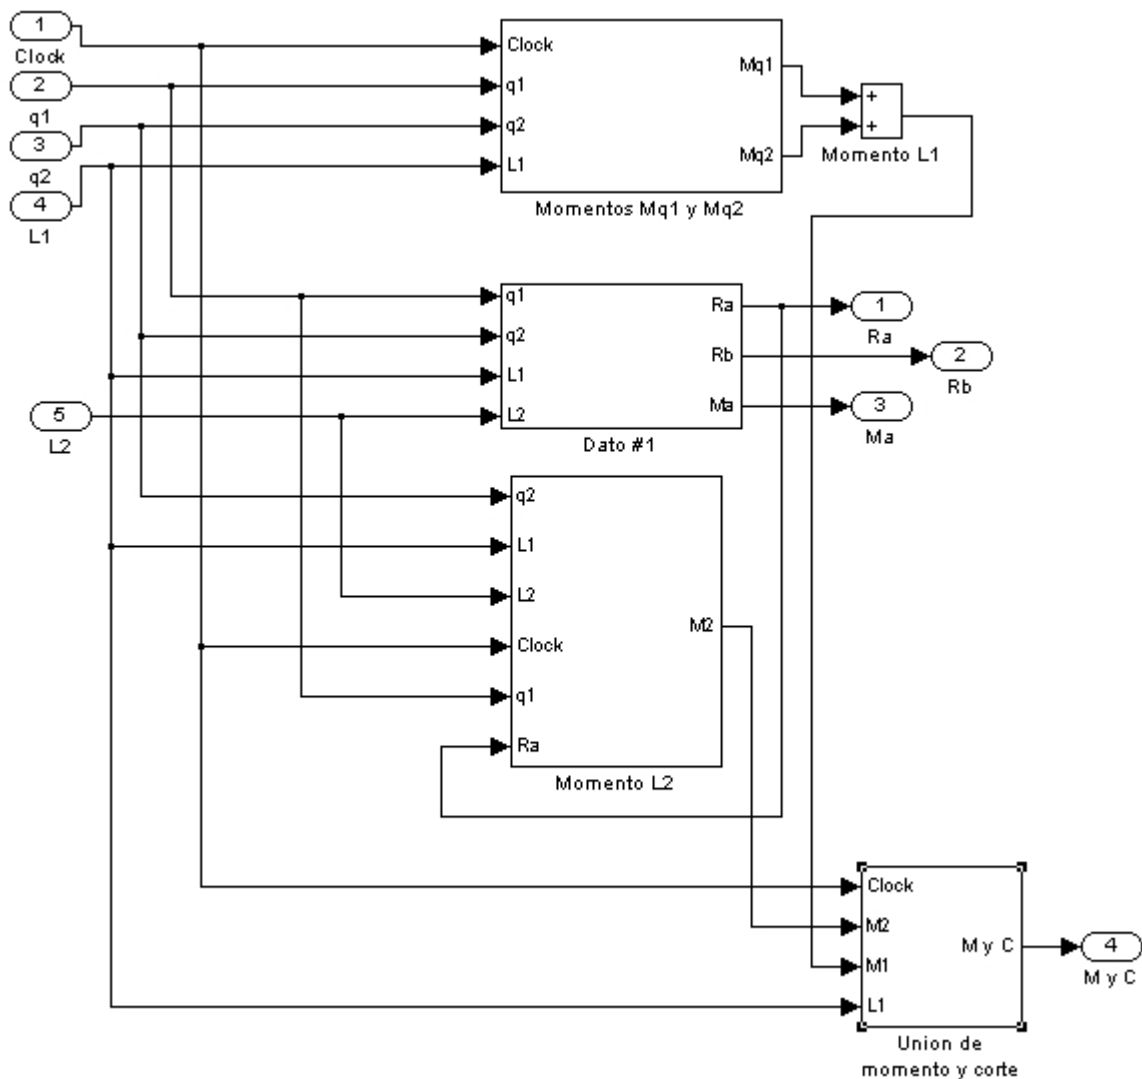 1
Clock
2
q1
3
q2
4
L1
Clock
q1
q2
L1
Mq1
Mq2
Momentos Mq1 y Mq2
+
+
Momento L1
q1
q2
L1
L2
Ra
Rb
Ma
Dato #1
1
Ra
2
Rb
3
Ma
5
L2
q2
L1
L2
Clock
q1
Ra
M2
Momento L2
Clock
M2
M1
L1
M y C
Union de
momento y corte
4
M y C